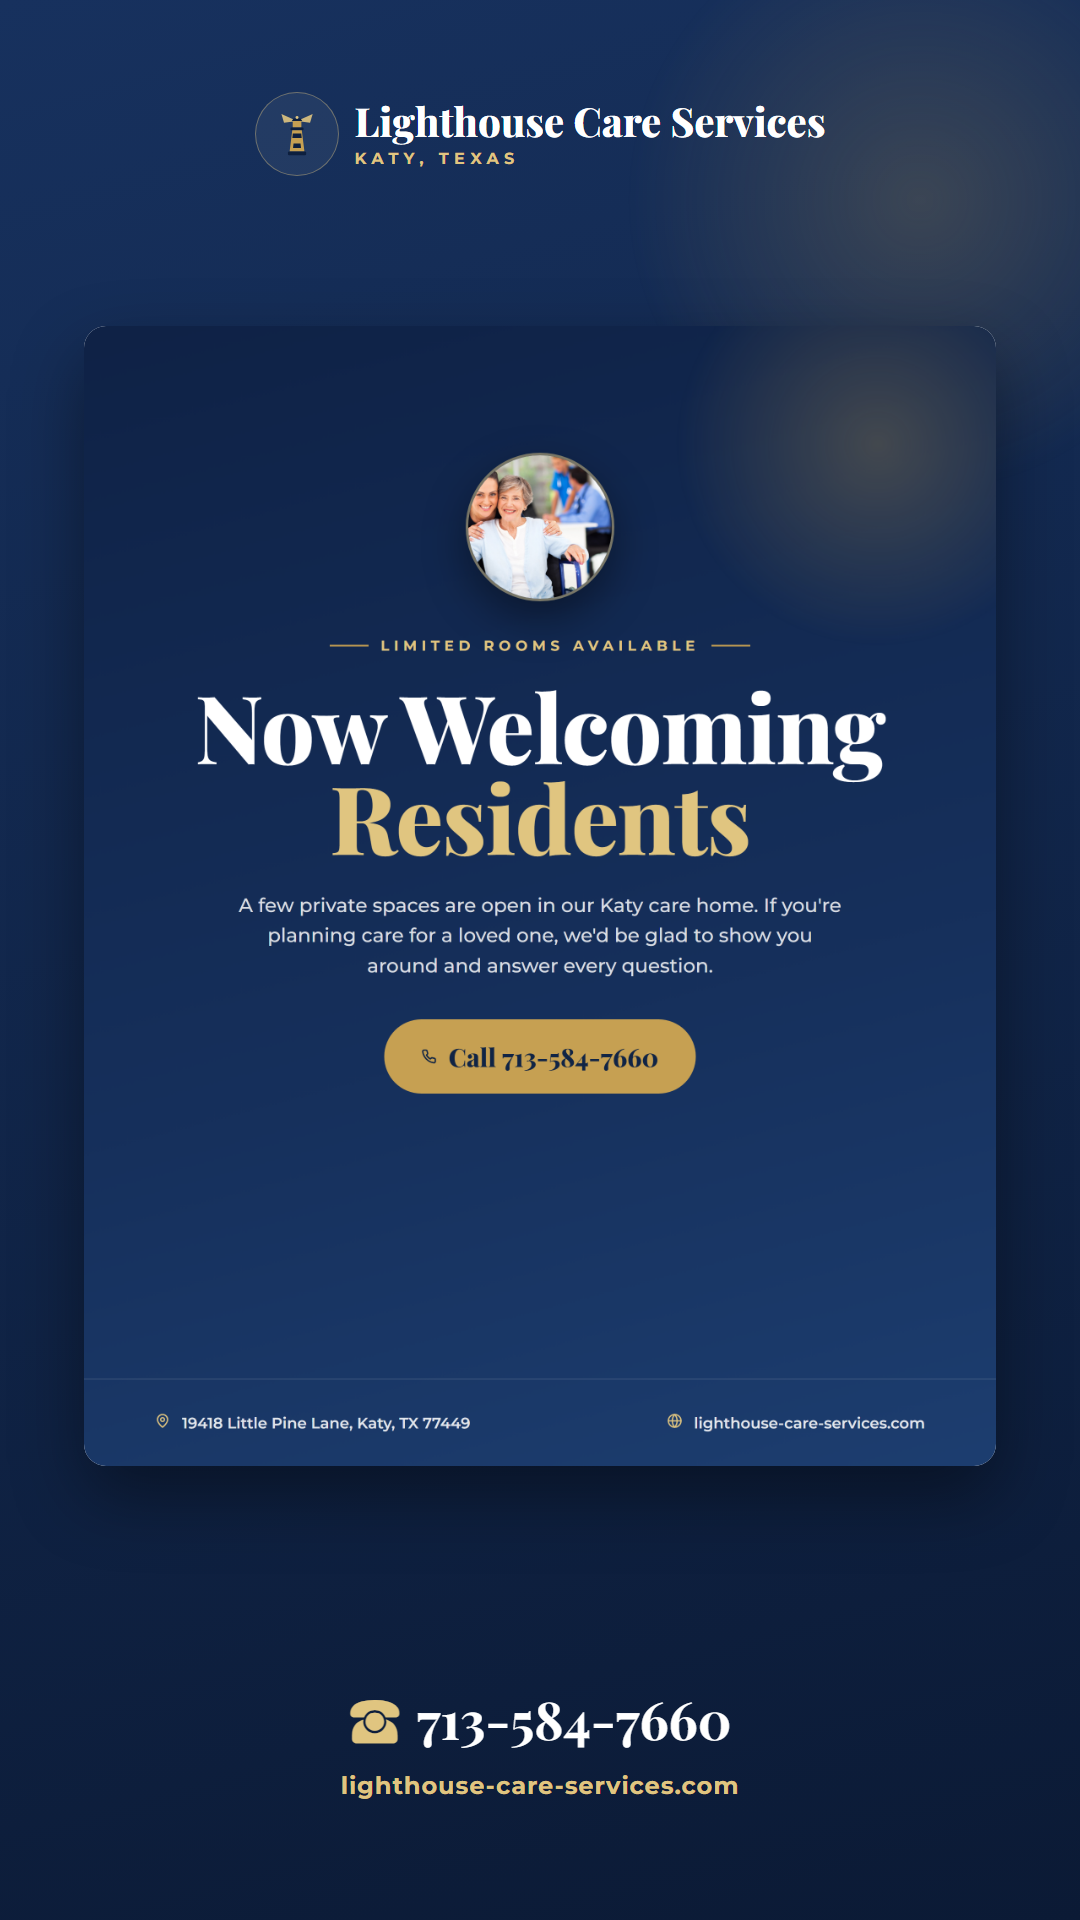 Lighthouse Care Services
KATY, TEXAS
LIMITED ROOMS AVAILABLE
Now Welcoming
Residents
A few private spaces are open in our Katy care home. If you're
planning care for a loved one, we'd be glad to show you
around and answer every question.
Call 713-584-7660
19418 Little Pine Lane, Katy, TX 77449
lighthouse-care-services.com
713-584-7660
lighthouse-care-services.com